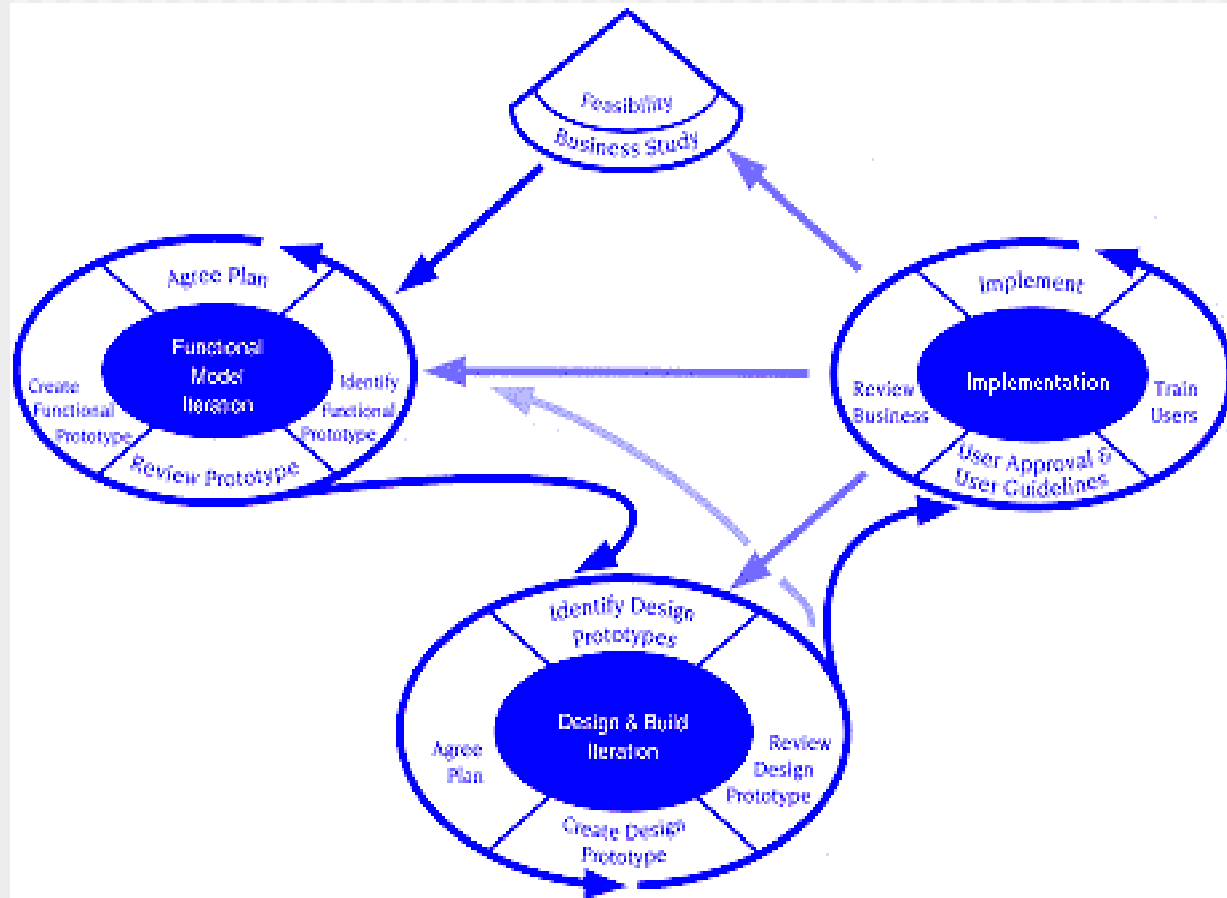 Feasibility
Business Study
Agree Plan
Functional
Model
Iteration
Create
Functional
Prototype
Identify
Functional
Prototype
Review Prototype
Implement
Implementation
Review
Business
Train
Users
User Approval &
User Guidelines
Identify Design
Prototypes
Design & Build
Iteration
Agree
Plan
Review
Design
Prototype
Create Design
Prototype